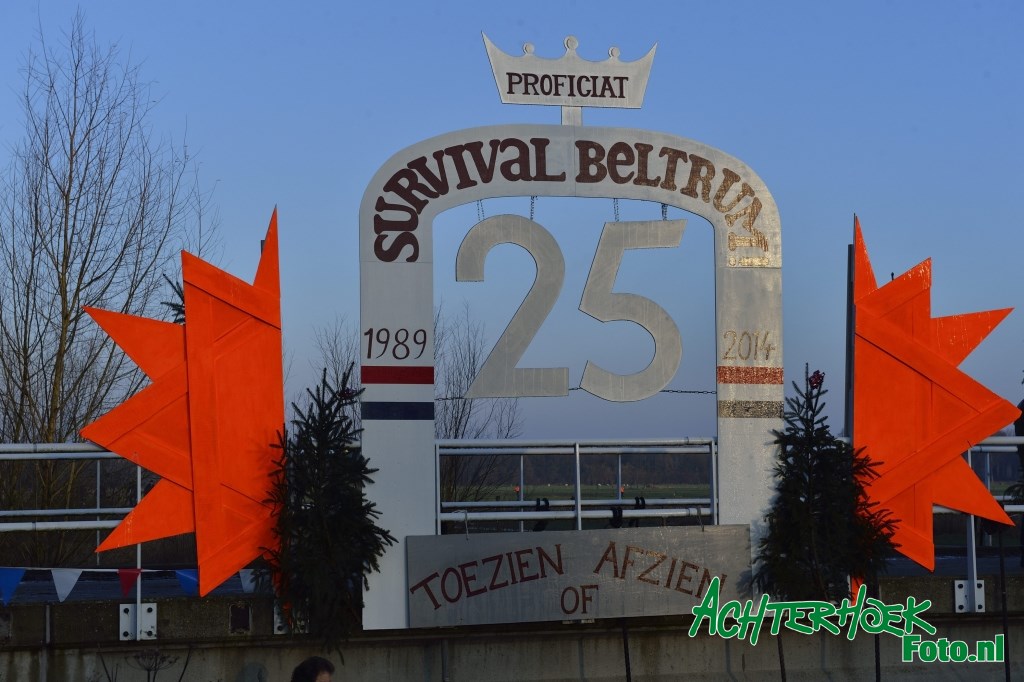 PROFICIAT
SURVIVAL BELTRUM
25
1989
2014
TOEZIEN OF AFZIEN
ACHTERHOEK
FOTO.nl